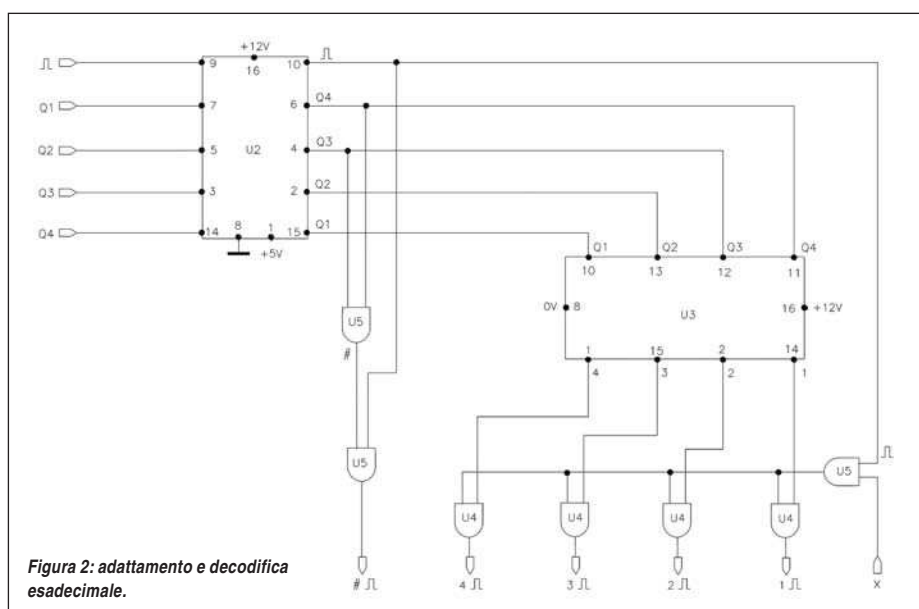 +12V
9 16 10
Q1 7 6 Q4
Q2 5 U2 4 Q3
Q3 3 2 Q2
Q4 14 8 1 15 Q1
+5V
Q1 Q2 Q3 Q4
10 13 12 11
0V 8 U3 16 +12V
U5
#
1 15 2 14
4 3 2 1
U5 U5
U4 U4 U4 U4
# 4 3 2 1 X
Figura 2: adattamento e decodifica
esadecimale.